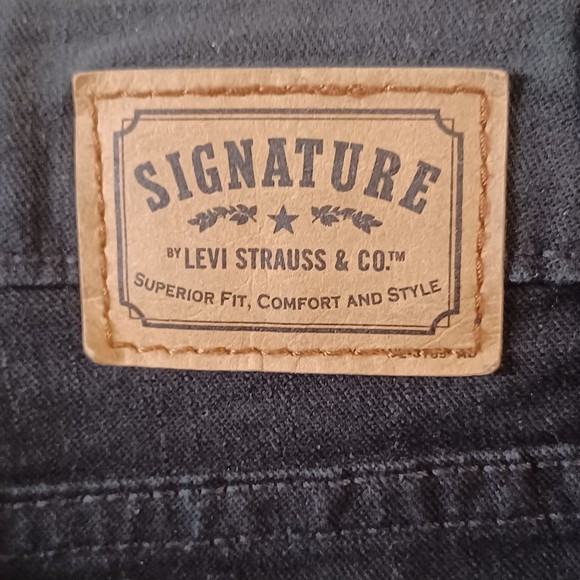 SIGNATURE
BY LEVI STRAUSS & CO.™
SUPERIOR FIT, COMFORT AND STYLE